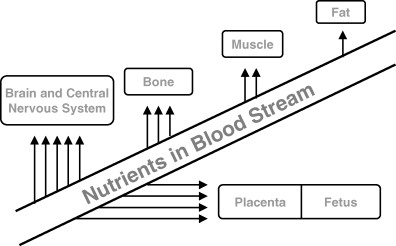 Fat
Muscle
Bone
Brain and Central
Nervous System
Nutrients in Blood Stream
Placenta
Fetus